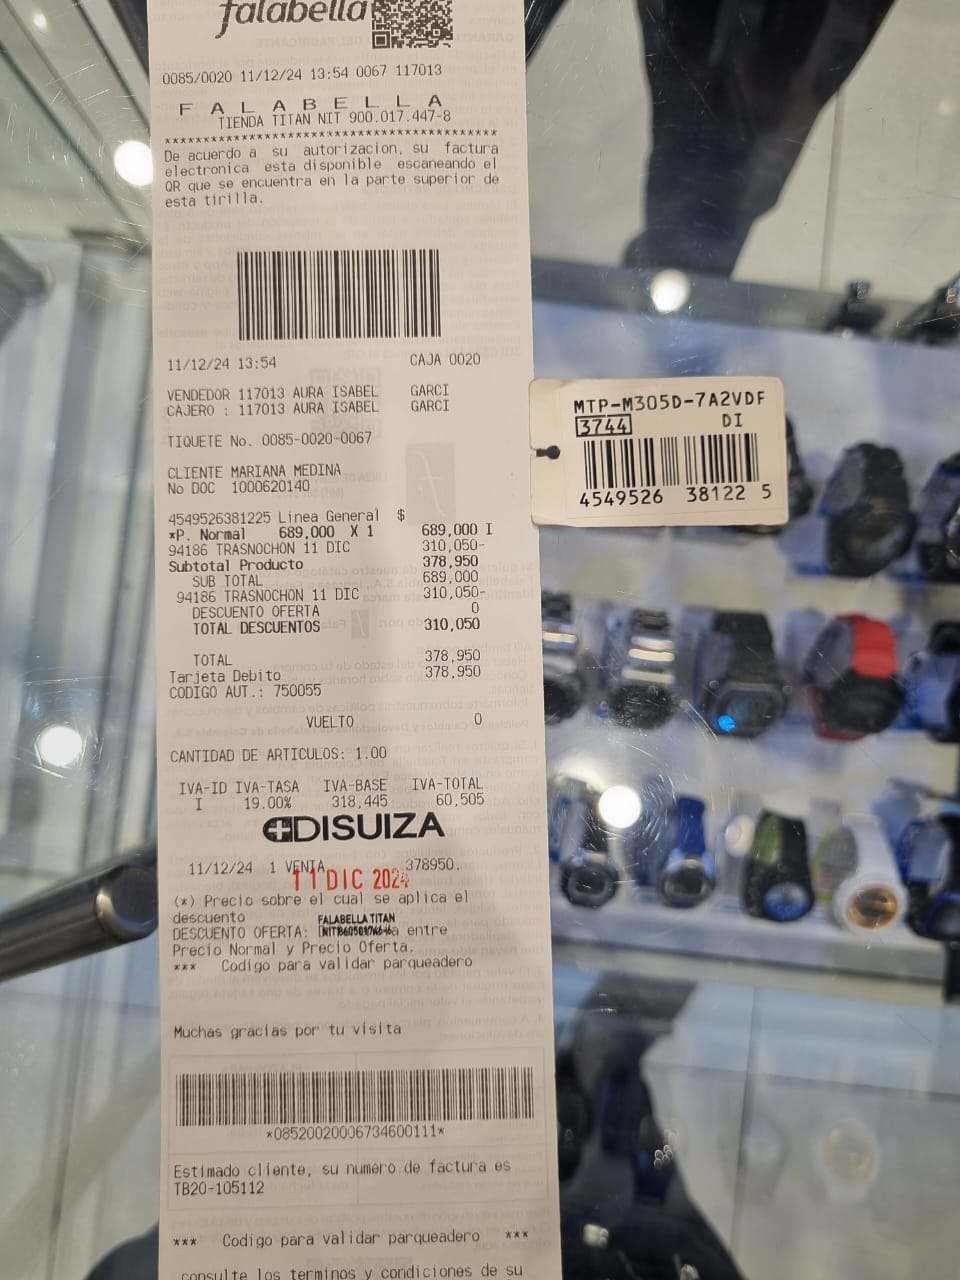 falabella
0085/0020 11/12/24 13:54 0067 117013
F A L A B E L L A
TIENDA TITAN NIT 900.017.447-8
*******************************************
De acuerdo a su autorizacion, su factura
electronica esta disponible escaneando el
QR que se encuentra en la parte superior de
esta tirilla.
11/12/24 13:54 CAJA 0020
VENDEDOR 117013 AURA ISABEL GARCI
CAJERO : 117013 AURA ISABEL GARCI
TIQUETE No. 0085-0020-0067
CLIENTE MARIANA MEDINA
No DOC 1000620140
4549526381225 Linea General $
*P. Normal 689,000 X 1 689,000 I
94186 TRASNOCHON 11 DIC 310,050-
Subtotal Producto 378,950
SUB TOTAL 689,000
94186 TRASNOCHON 11 DIC 310,050-
DESCUENTO OFERTA 0
TOTAL DESCUENTOS 310,050
TOTAL 378,950
Tarjeta Debito 378,950
CODIGO AUT.: 750055
VUELTO 0
CANTIDAD DE ARTICULOS: 1.00
IVA-ID IVA-TASA IVA-BASE IVA-TOTAL
I 19.00% 318,445 60,505
DISUIZA
11/12/24 1 VENTA 378950.
11 DIC 2024
(*) Precio sobre el cual se aplica el
descuento
FALABELLA TITAN
DESCUENTO OFERTA: entre
Precio Normal y Precio Oferta.
*** Codigo para validar parqueadero
Muchas gracias por tu visita
*08520020006734600111*
Estimado cliente, su numero de factura es
TB20-105112
*** Codigo para validar parqueadero ***
consulte los terminos y condiciones de su
MTP-M305D-7A2VDF
3744 DI
4549526 38122 5